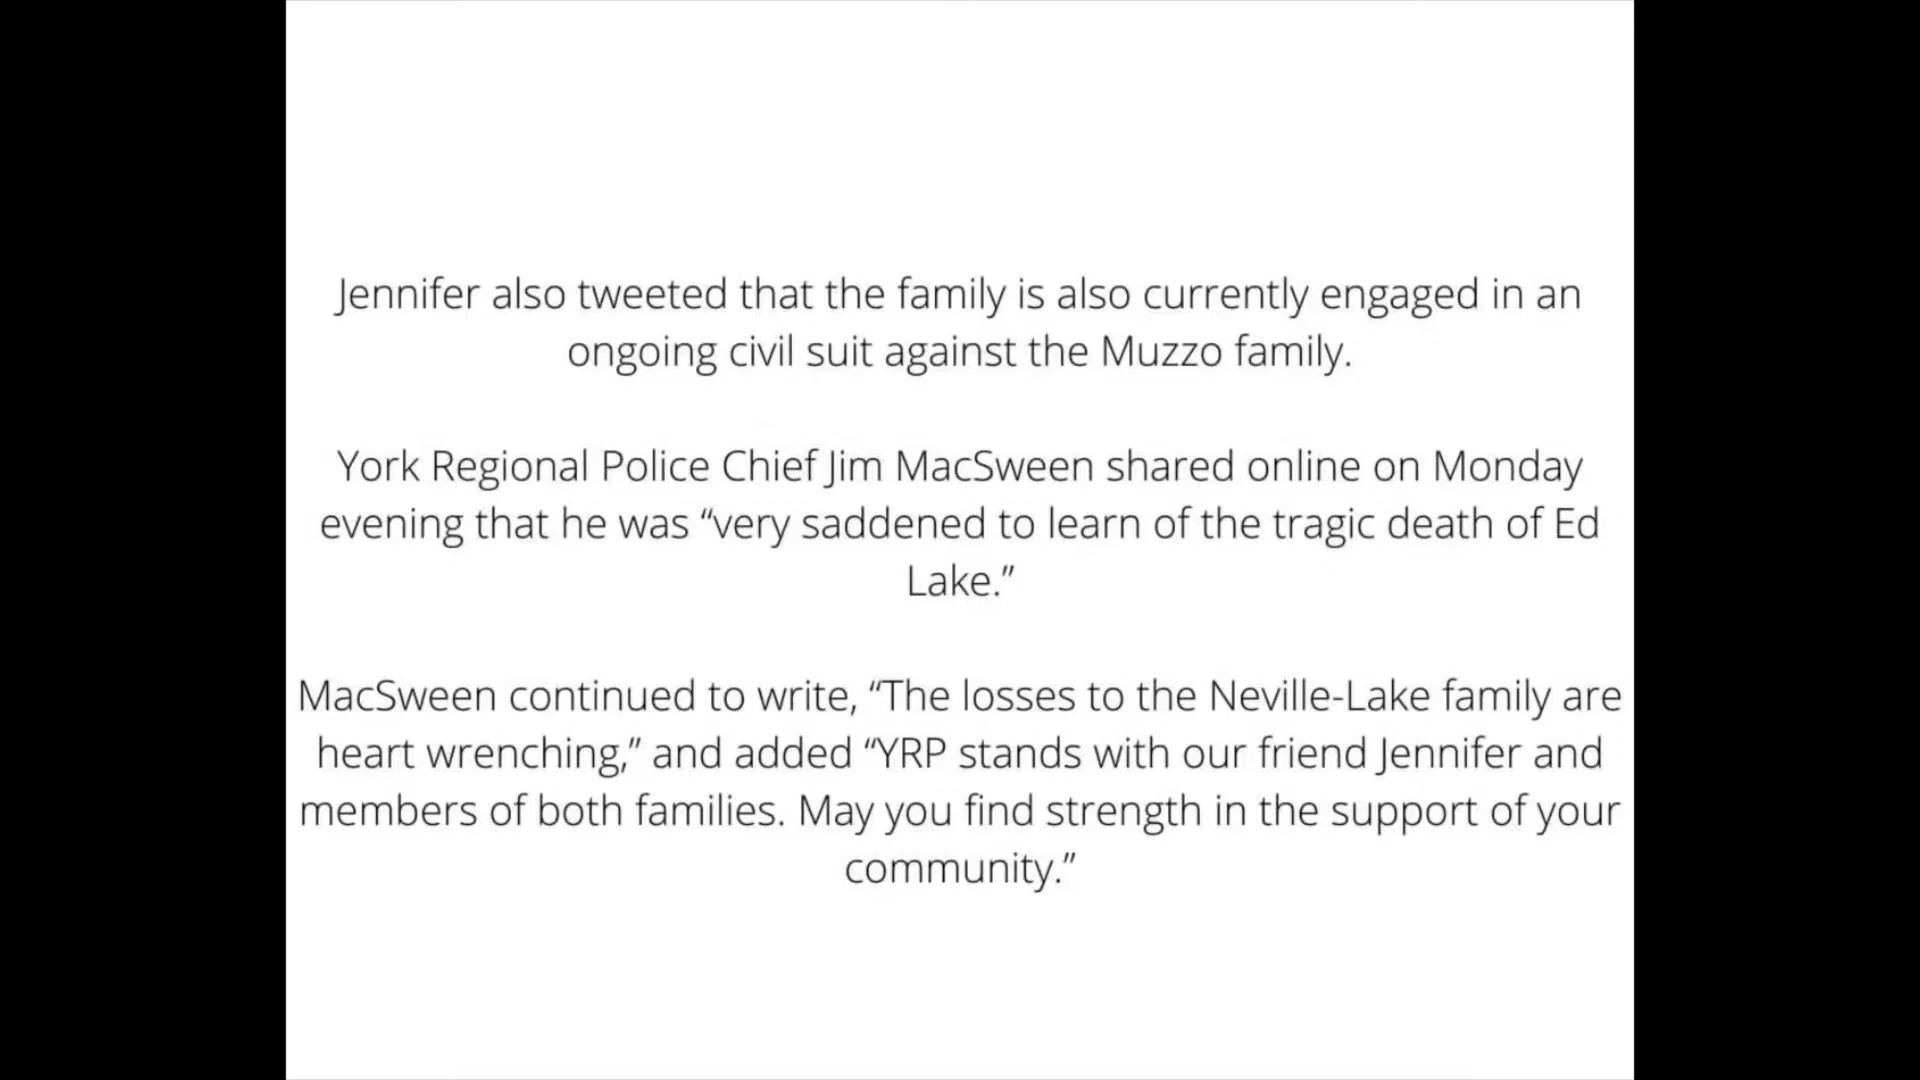 Jennifer also tweeted that the family is also currently engaged in an
ongoing civil suit against the Muzzo family.
York Regional Police Chief Jim MacSween shared online on Monday
evening that he was “very saddened to learn of the tragic death of Ed
Lake.”
MacSween continued to write, “The losses to the Neville-Lake family are
heart wrenching,” and added “YRP stands with our friend Jennifer and
members of both families. May you find strength in the support of your
community.”